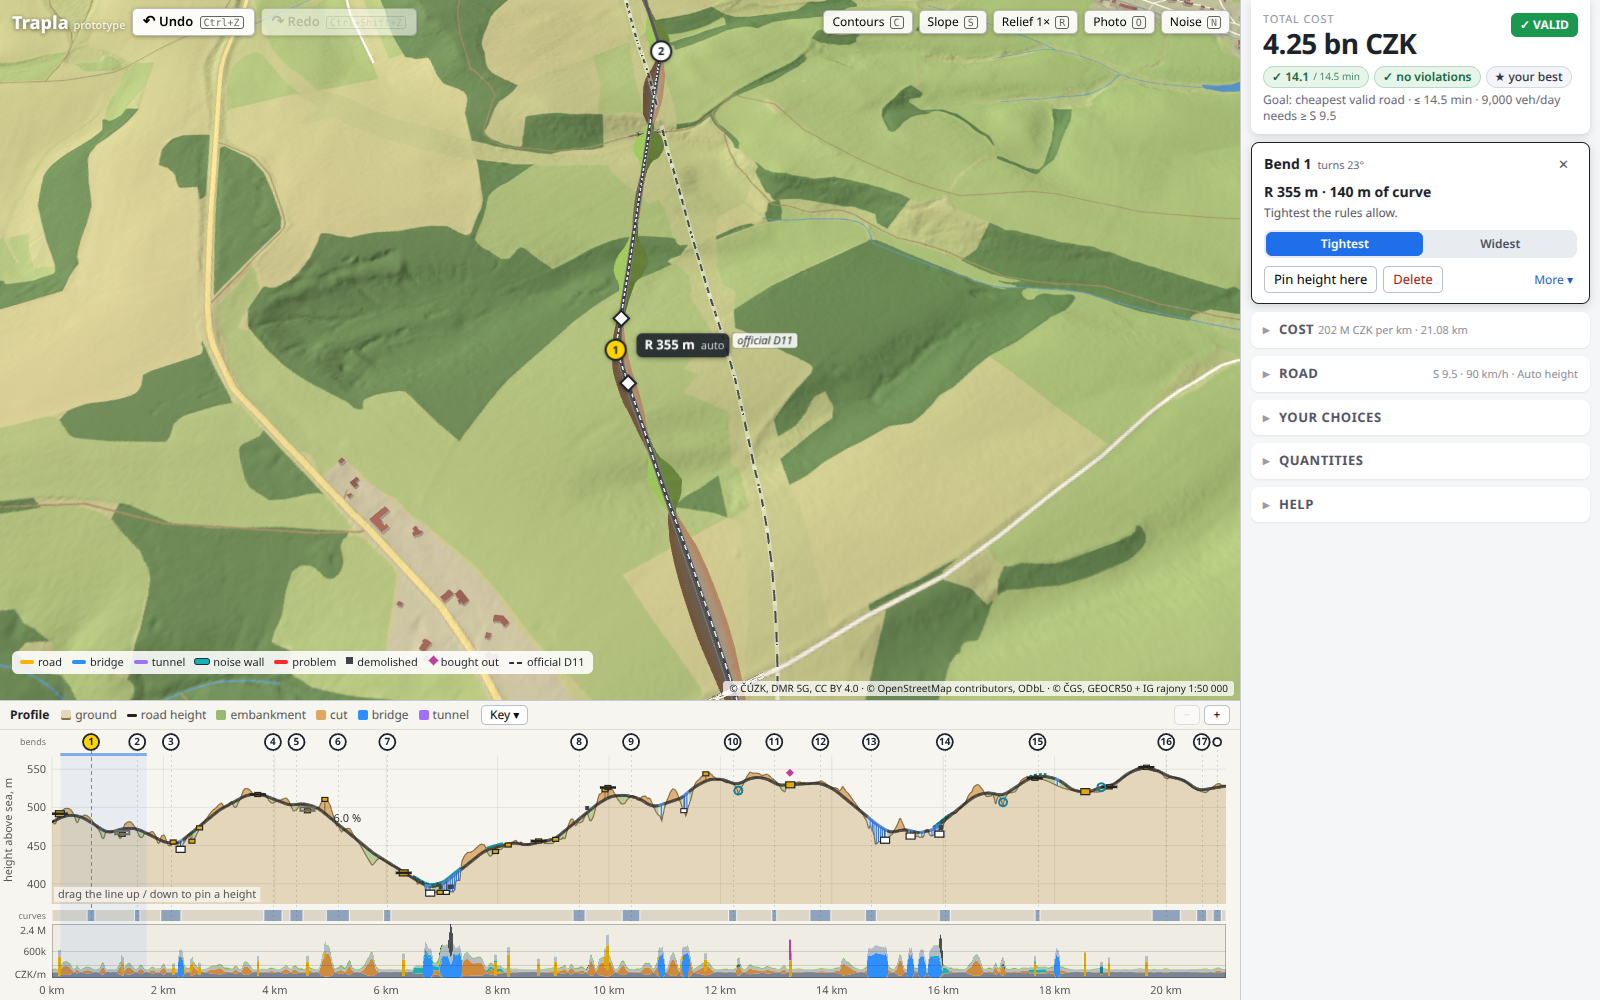 Trapla prototype
↶ Undo Ctrl+Z
↷ Redo Ctrl+Shift+Z
Contours C
Slope S
Relief 1× R
Photo O
Noise N
2
R 355 m auto
official D11
1
road bridge tunnel noise wall problem demolished bought out official D11
© ČÚZK, DMR 5G, CC BY 4.0 · © OpenStreetMap contributors, ODbL · © ČGS, GEOCR50 + IG rajony 1:50 000
TOTAL COST
4.25 bn CZK
✓ VALID
✓ 14.1 / 14.5 min
✓ no violations
★ your best
Goal: cheapest valid road · ≤ 14.5 min · 9,000 veh/day
needs ≥ S 9.5
Bend 1 turns 23°
✕
R 355 m · 140 m of curve
Tightest the rules allow.
Tightest
Widest
Pin height here
Delete
More ▾
▶ COST 202 M CZK per km · 21.08 km
▶ ROAD S 9.5 · 90 km/h · Auto height
▶ YOUR CHOICES
▶ QUANTITIES
▶ HELP
Profile ground road height embankment cut bridge tunnel Key ▾
− +
bends 1 2 3 4 5 6 7 8 9 10 11 12 13 14 15 16 17
height above sea, m
550
500
450
400
6.0 %
drag the line up / down to pin a height
curves
2.4 M
600k
CZK/m
0 km 2 km 4 km 6 km 8 km 10 km 12 km 14 km 16 km 18 km 20 km